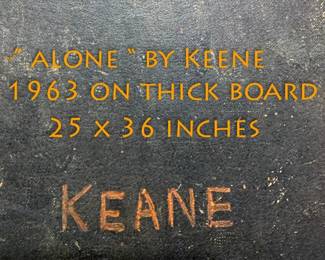 " alone " by Keene
1963 on thick board
25 x 36 inches
KEANE